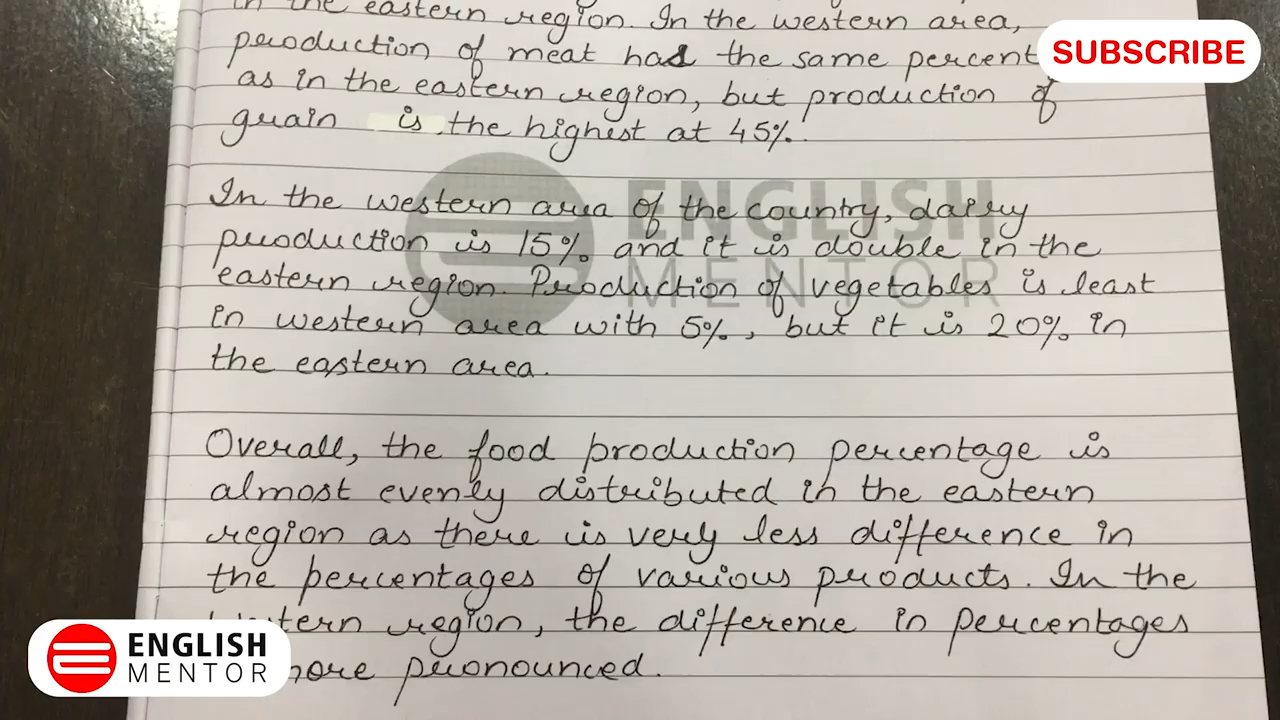 in the eastern region. In the western area,
production of meat has the same percent
as in the eastern region, but production of
grain is the highest at 45%.
In the western area of the country, dairy
production is 15% and it is double in the
eastern region. Production of vegetables is least
in western area with 5%, but it is 20% in
the eastern area.
Overall, the food production percentage is
almost evenly distributed in the eastern
region as there is very less difference in
the percentages of various products. In the
region, the difference in percentages
pronounced.
SUBSCRIBE
ENGLISH
MENTOR
ENGLISH
MENTOR